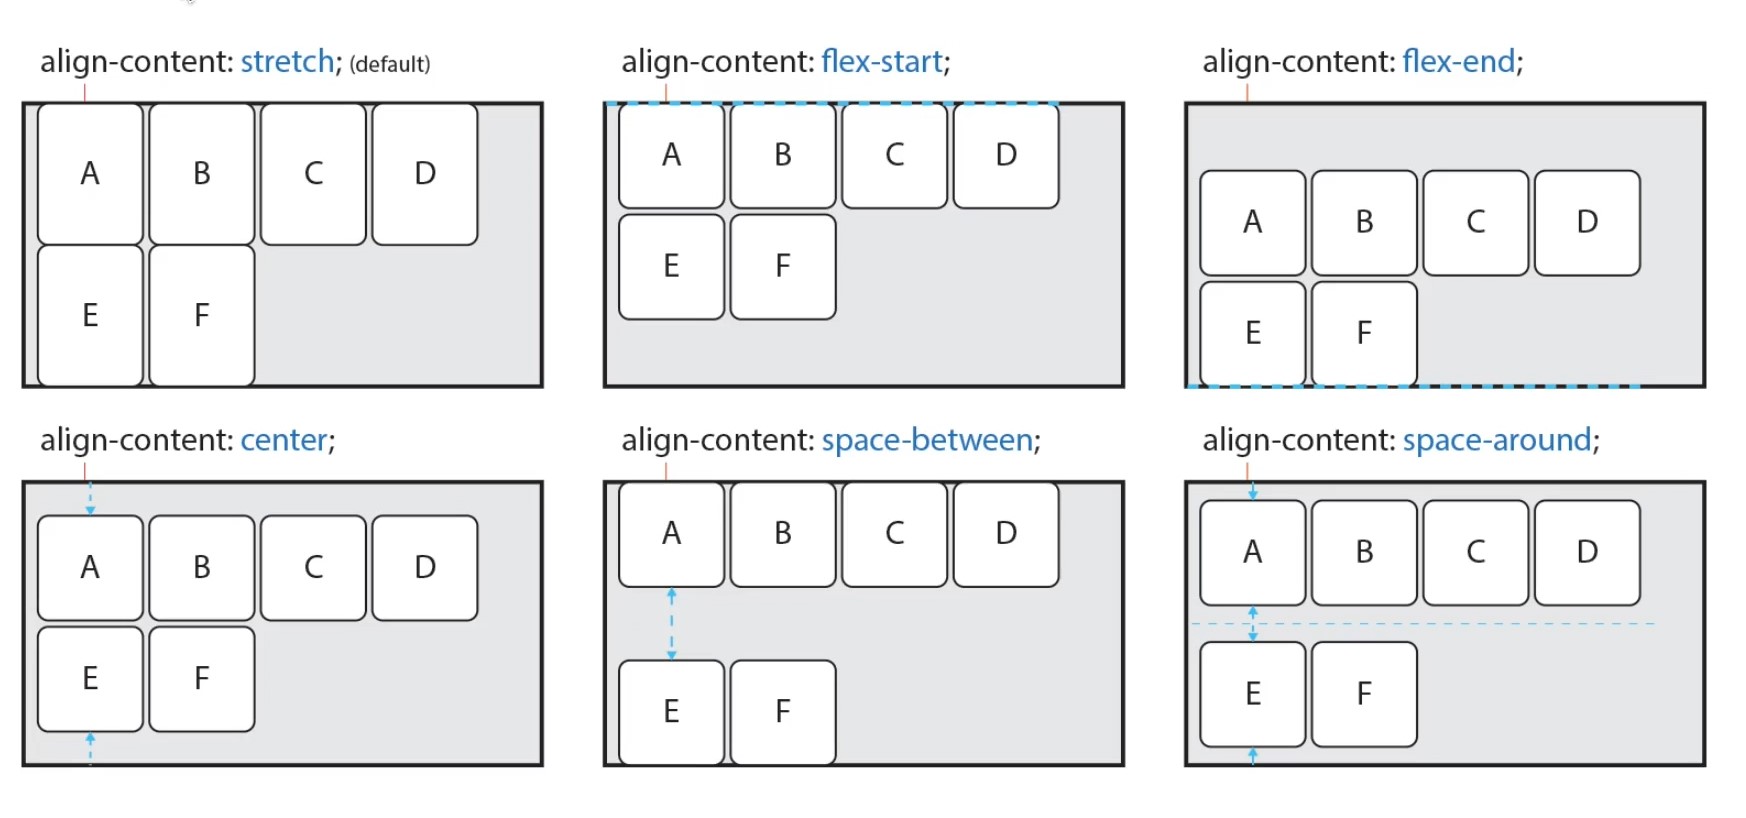 align-content: stretch; (default)
A B C D
E F
align-content: flex-start;
A B C D
E F
align-content: flex-end;
A B C D
E F
align-content: center;
A B C D
E F
align-content: space-between;
A B C D
E F
align-content: space-around;
A B C D
E F